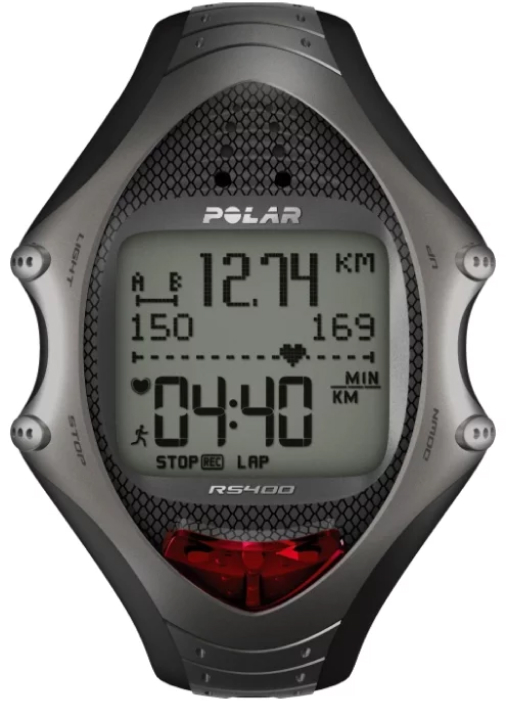 POLAR
LIGHT
UP
A B 12.74 KM
150 169
04:40 MIN
KM
STOP REC LAP
STOP
DOWN
RS400